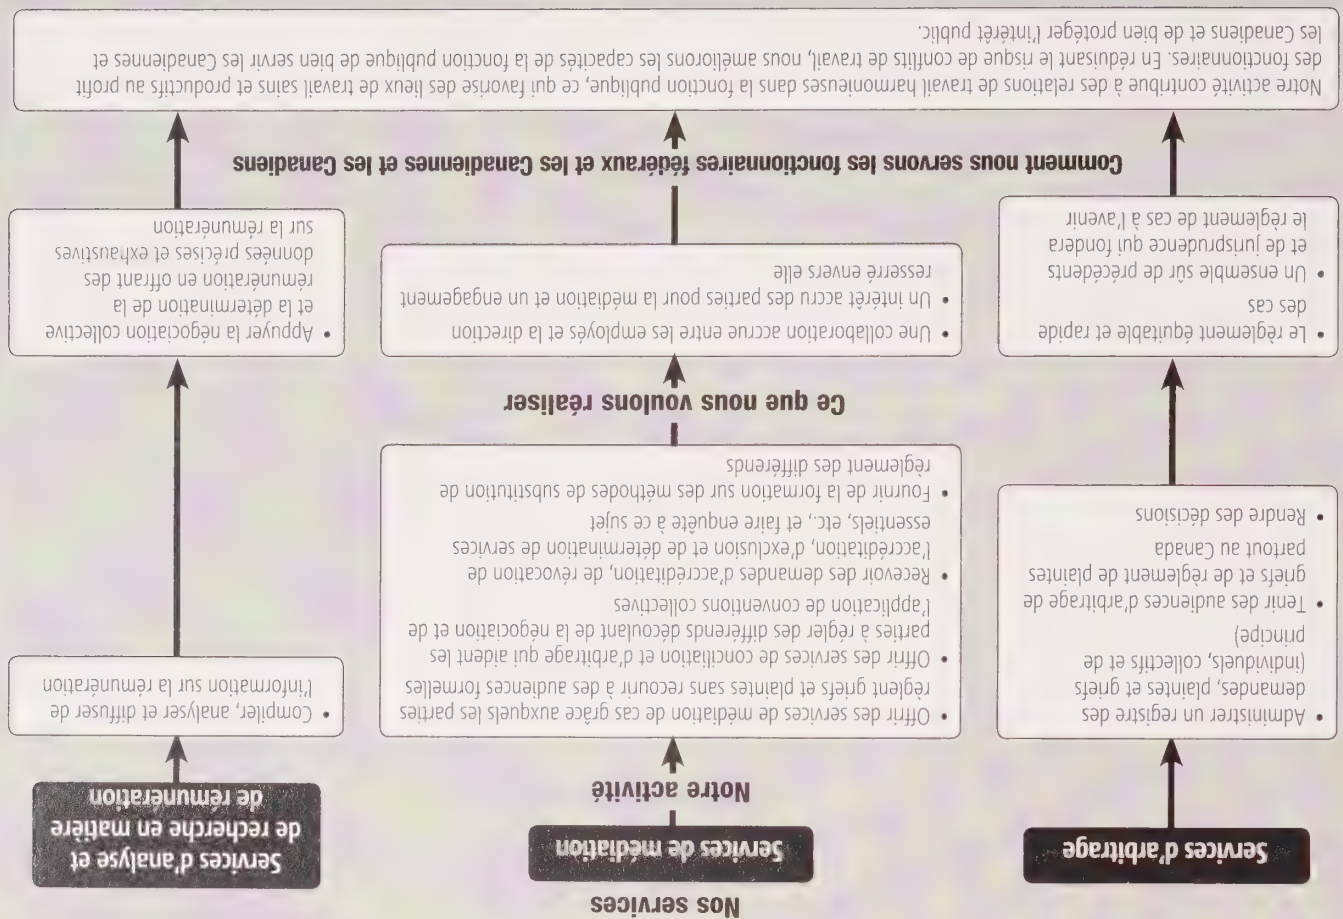 Nos services
Services d'arbitrage
Services de médiation
Services d'analyse et
de recherche en matière
de rémunération
Notre activité
• Administrer un registre des
demandes, plaintes et griefs
(individuels, collectifs et de
principe)
• Tenir des audiences d'arbitrage de
griefs et de règlement de plaintes
partout au Canada
• Rendre des décisions
• Offrir des services de médiation de cas grâce auxquels les parties
règlent griefs et plaintes sans recourir à des audiences formelles
• Offrir des services de conciliation et d'arbitrage qui aident les
parties à régler des différends découlant de la négociation et de
l'application de conventions collectives
• Recevoir des demandes d'accréditation, de révocation de
l'accréditation, d'exclusion et de détermination de services
essentiels, etc., et faire enquête à ce sujet
• Fournir de la formation sur des méthodes de substitution de
règlement des différends
• Compiler, analyser et diffuser de
l'information sur la rémunération
Ce que nous voulons réaliser
• Le règlement équitable et rapide
des cas
• Un ensemble sûr de précédents
et de jurisprudence qui fondera
le règlement de cas à l'avenir
• Une collaboration accrue entre les employés et la direction
• Un intérêt accru des parties pour la médiation et un engagement
resserré envers elle
• Appuyer la négociation collective
et la détermination de la
rémunération en offrant des
données précises et exhaustives
sur la rémunération
Comment nous servons les fonctionnaires fédéraux et les Canadiennes et les Canadiens
Notre activité contribue à des relations de travail harmonieuses dans la fonction publique, ce qui favorise des lieux de travail sains et productifs au profit
des fonctionnaires. En réduisant le risque de conflits de travail, nous améliorons les capacités de la fonction publique de bien servir les Canadiennes et
les Canadiens et de bien protéger l'intérêt public.